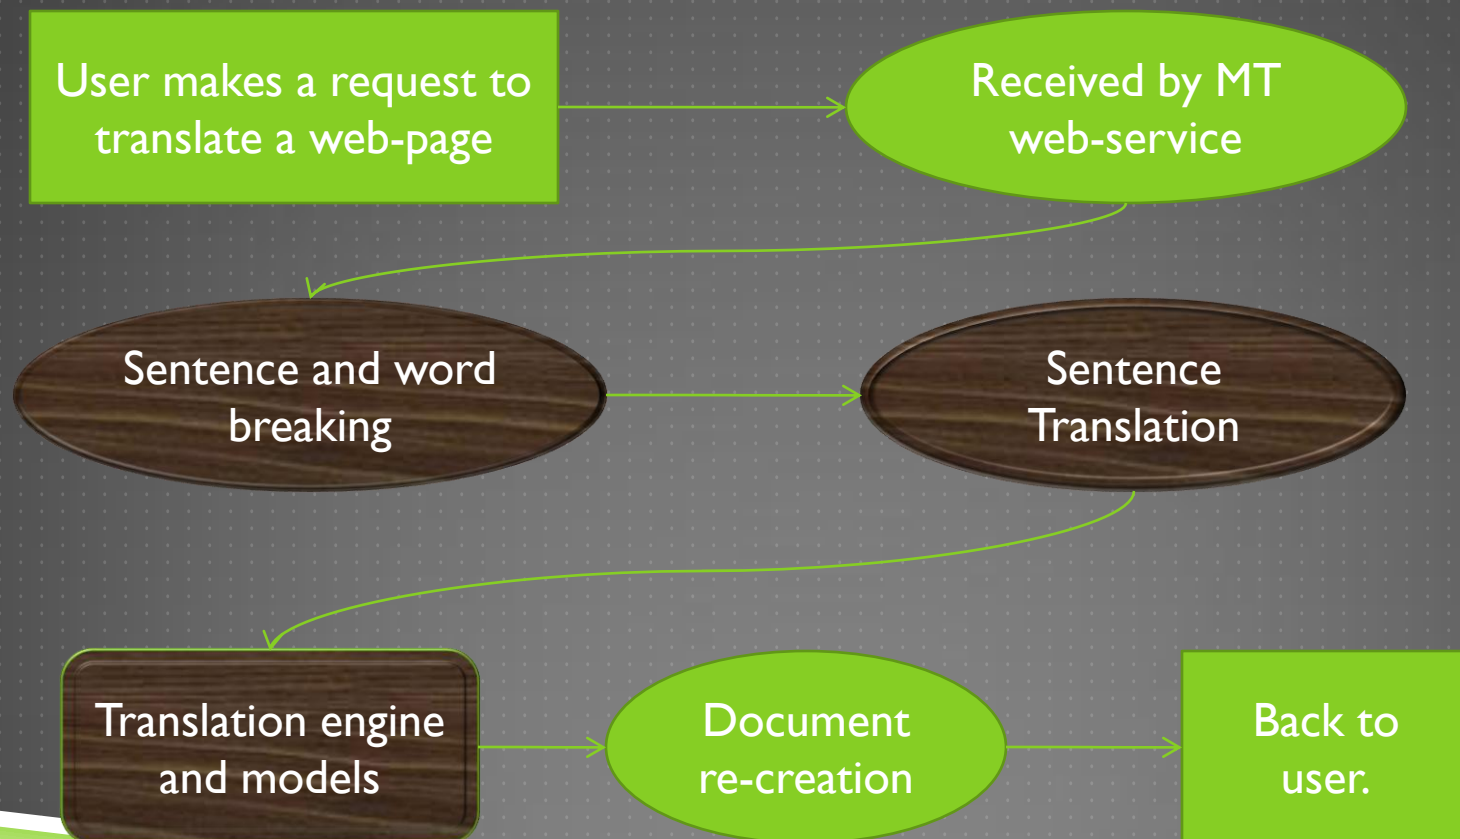 User makes a request to
translate a web-page
Received by MT
web-service
Sentence and word
breaking
Sentence
Translation
Translation engine
and models
Document
re-creation
Back to
user.